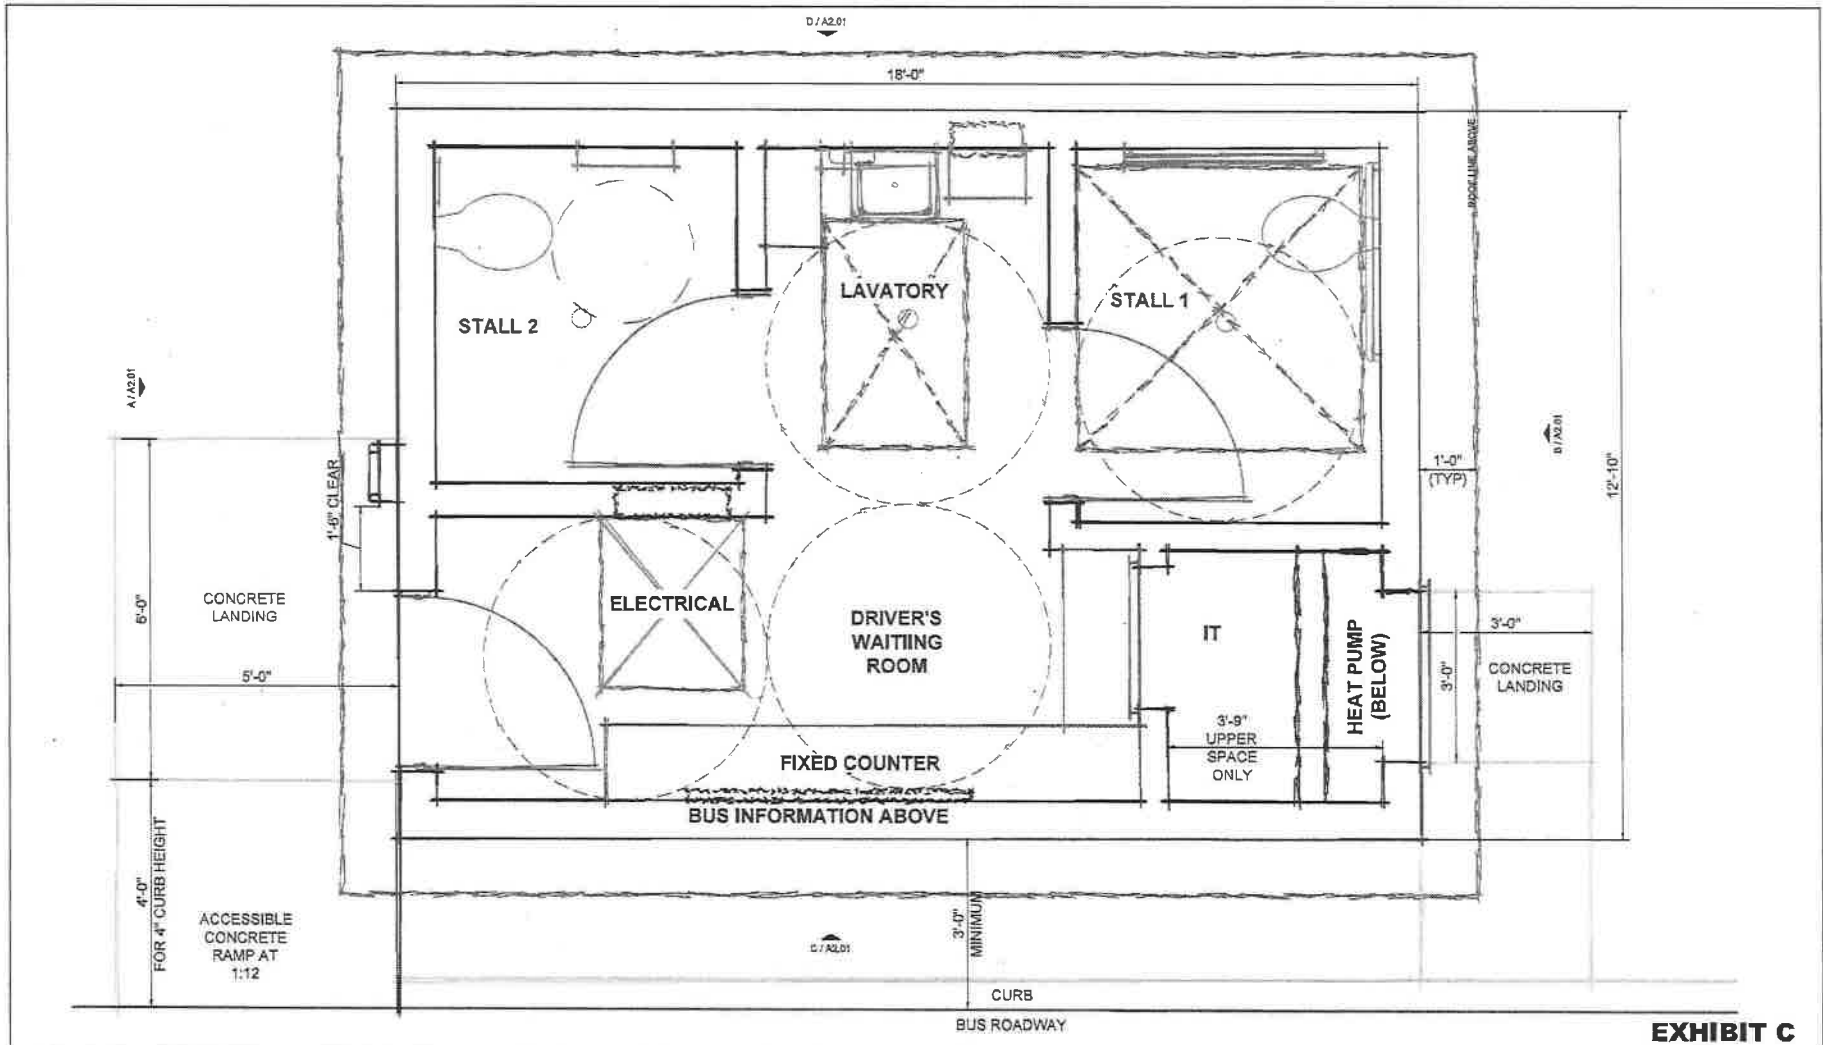 D / A2.01
18'-0"
ROOF LINE ABOVE
LAVATORY
STALL 1
STALL 2
A / A2.01
B / A2.01
1'-0"
(TYP)
12'-10"
1'-6" CLEAR
6'-0"
CONCRETE
LANDING
5'-0"
ELECTRICAL
DRIVER'S
WAITIING
ROOM
IT
HEAT PUMP
(BELOW)
3'-0"
3'-0"
CONCRETE
LANDING
3'-9"
UPPER
SPACE
ONLY
FIXED COUNTER
BUS INFORMATION ABOVE
4'-0"
FOR 4" CURB HEIGHT
ACCESSIBLE
CONCRETE
RAMP AT
1:12
3'-0"
MINIMUM
C / A2.01
CURB
BUS ROADWAY
EXHIBIT C